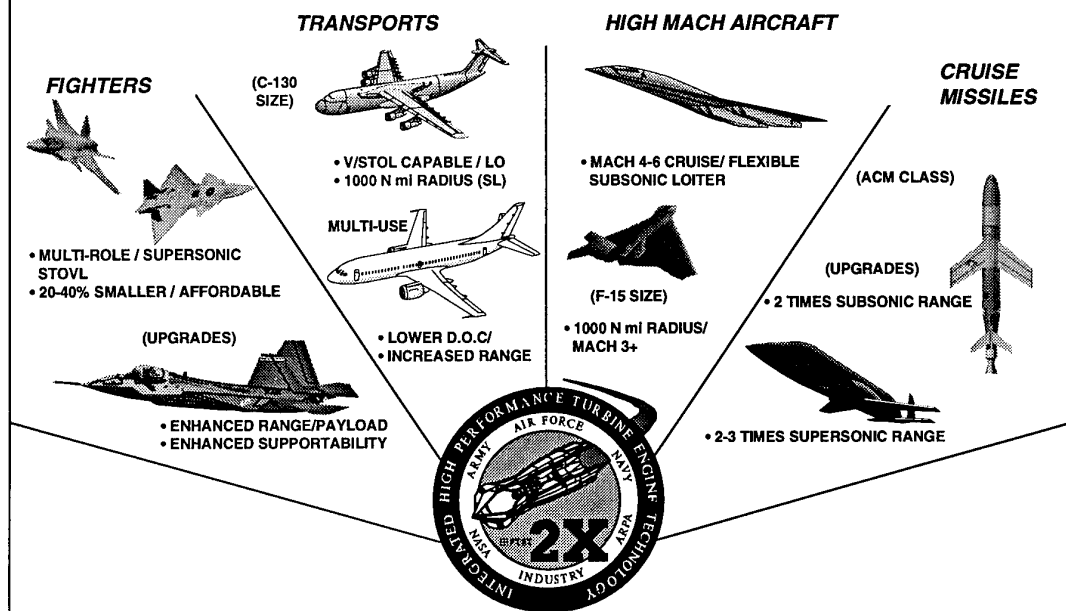 TRANSPORTS
HIGH MACH AIRCRAFT
FIGHTERS
CRUISE
MISSILES
(C-130
SIZE)
• V/STOL CAPABLE / LO
• 1000 N mi RADIUS (SL)
• MACH 4-6 CRUISE/ FLEXIBLE
SUBSONIC LOITER
(ACM CLASS)
MULTI-USE
• MULTI-ROLE / SUPERSONIC
STOVL
• 20-40% SMALLER / AFFORDABLE
(UPGRADES)
• 2 TIMES SUBSONIC RANGE
(F-15 SIZE)
• LOWER D.O.C/
• INCREASED RANGE
• 1000 N mi RADIUS/
MACH 3+
(UPGRADES)
• ENHANCED RANGE/PAYLOAD
• ENHANCED SUPPORTABILITY
• 2-3 TIMES SUPERSONIC RANGE
INTEGRATED HIGH PERFORMANCE TURBINE ENGINE TECHNOLOGY
ARMY
AIR FORCE
NAVY
NASA
ARPA
INDUSTRY
2X